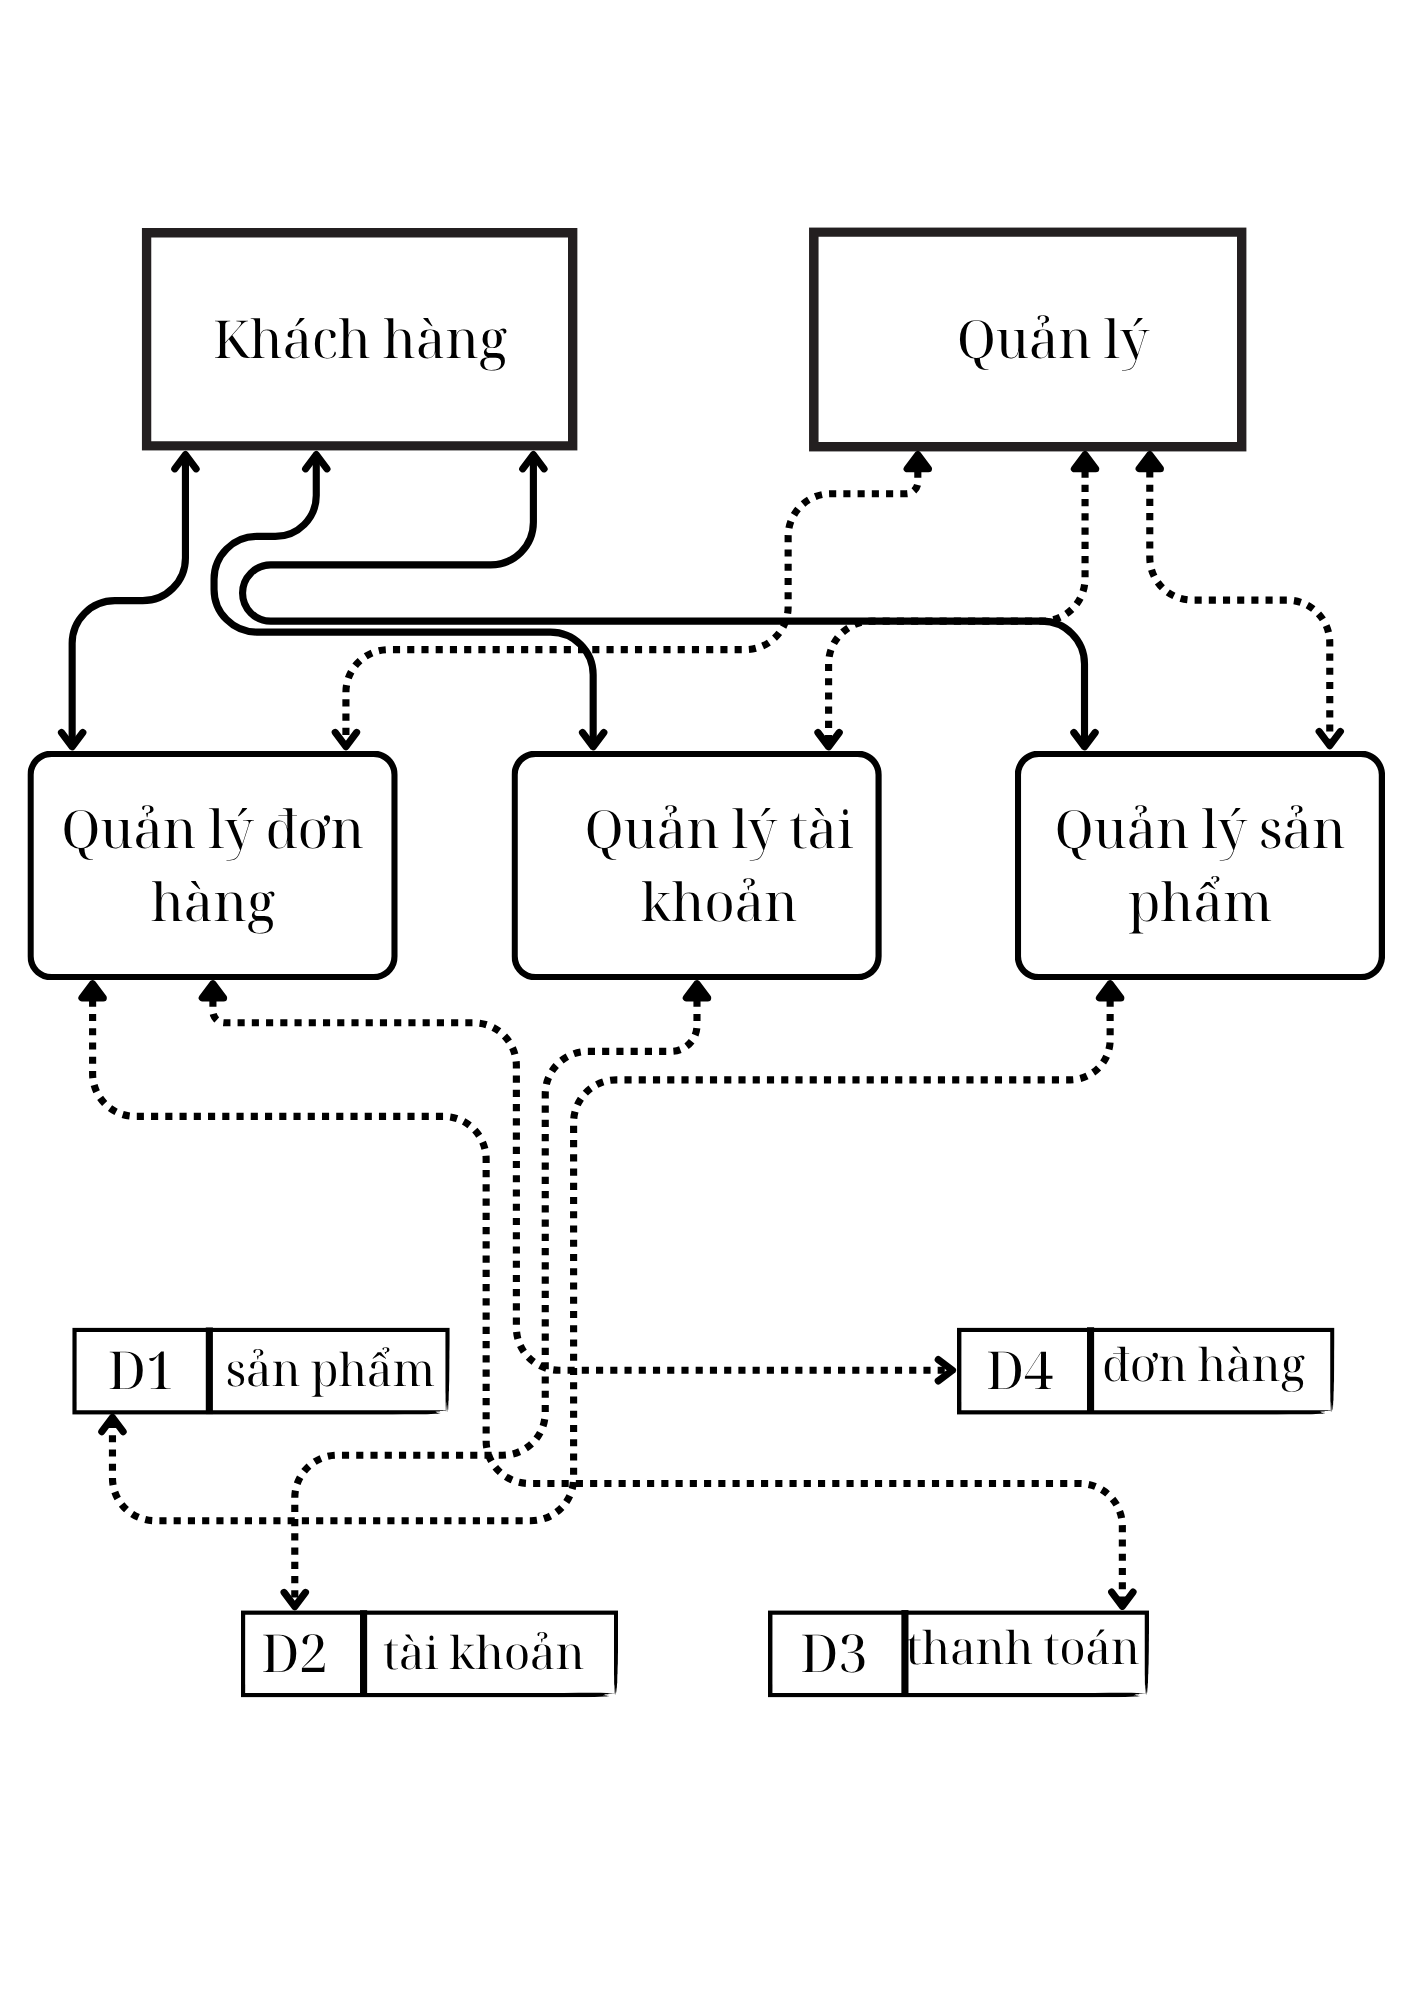 Khách hàng
Quản lý
Quản lý đơn
hàng
Quản lý tài
khoản
Quản lý sản
phẩm
D1 sản phẩm
D4 đơn hàng
D2 tài khoản
D3 thanh toán